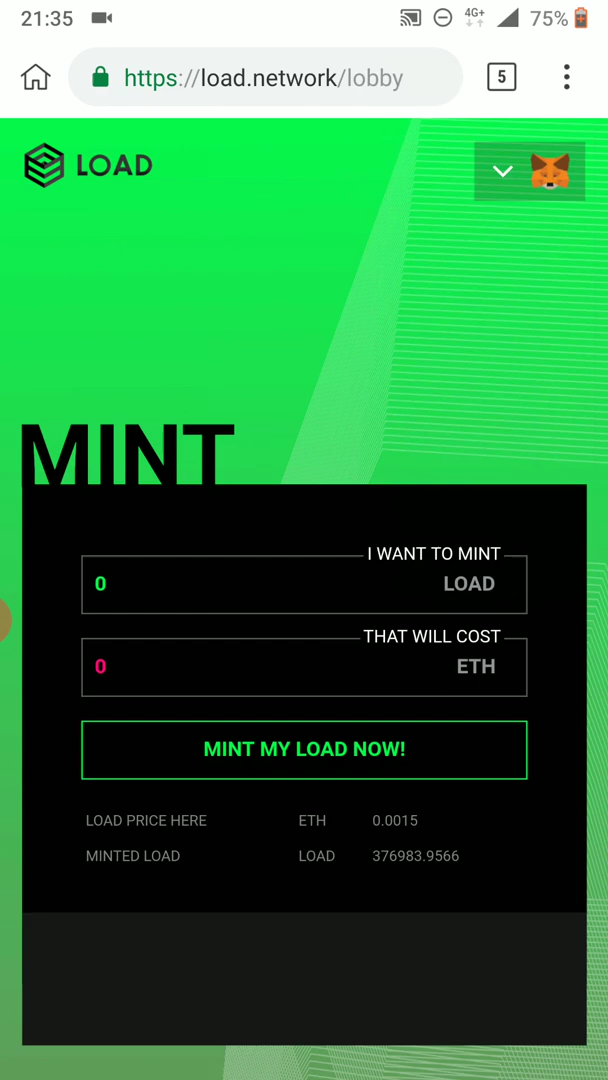 21:35
4G+
75%
https://load.network/lobby
5
LOAD
MINT
I WANT TO MINT
0 LOAD
THAT WILL COST
0 ETH
MINT MY LOAD NOW!
LOAD PRICE HERE ETH 0.0015
MINTED LOAD LOAD 376983.9566